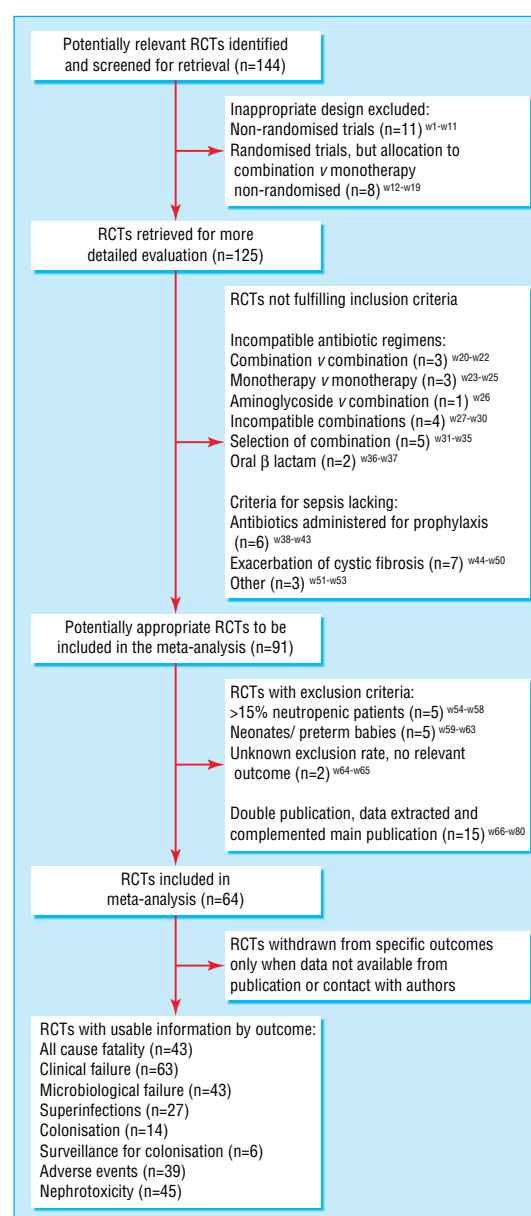 Potentially relevant RCTs identified
and screened for retrieval (n=144)
Inappropriate design excluded:
Non-randomised trials (n=11) w1-w11
Randomised trials, but allocation to
combination v monotherapy
non-randomised (n=8) w12-w19
RCTs retrieved for more
detailed evaluation (n=125)
RCTs not fulfilling inclusion criteria
Incompatible antibiotic regimens:
Combination v combination (n=3) w20-w22
Monotherapy v monotherapy (n=3) w23-w25
Aminoglycoside v combination (n=1) w26
Incompatible combinations (n=4) w27-w30
Selection of combination (n=5) w31-w35
Oral β lactam (n=2) w36-w37
Criteria for sepsis lacking:
Antibiotics administered for prophylaxis
(n=6) w38-w43
Exacerbation of cystic fibrosis (n=7) w44-w50
Other (n=3) w51-w53
Potentially appropriate RCTs to be
included in the meta-analysis (n=91)
RCTs with exclusion criteria:
>15% neutropenic patients (n=5) w54-w58
Neonates/ preterm babies (n=5) w59-w63
Unknown exclusion rate, no relevant
outcome (n=2) w64-w65
Double publication, data extracted and
complemented main publication (n=15) w66-w80
RCTs included in
meta-analysis (n=64)
RCTs withdrawn from specific outcomes
only when data not available from
publication or contact with authors
RCTs with usable information by outcome:
All cause fatality (n=43)
Clinical failure (n=63)
Microbiological failure (n=43)
Superinfections (n=27)
Colonisation (n=14)
Surveillance for colonisation (n=6)
Adverse events (n=39)
Nephrotoxicity (n=45)